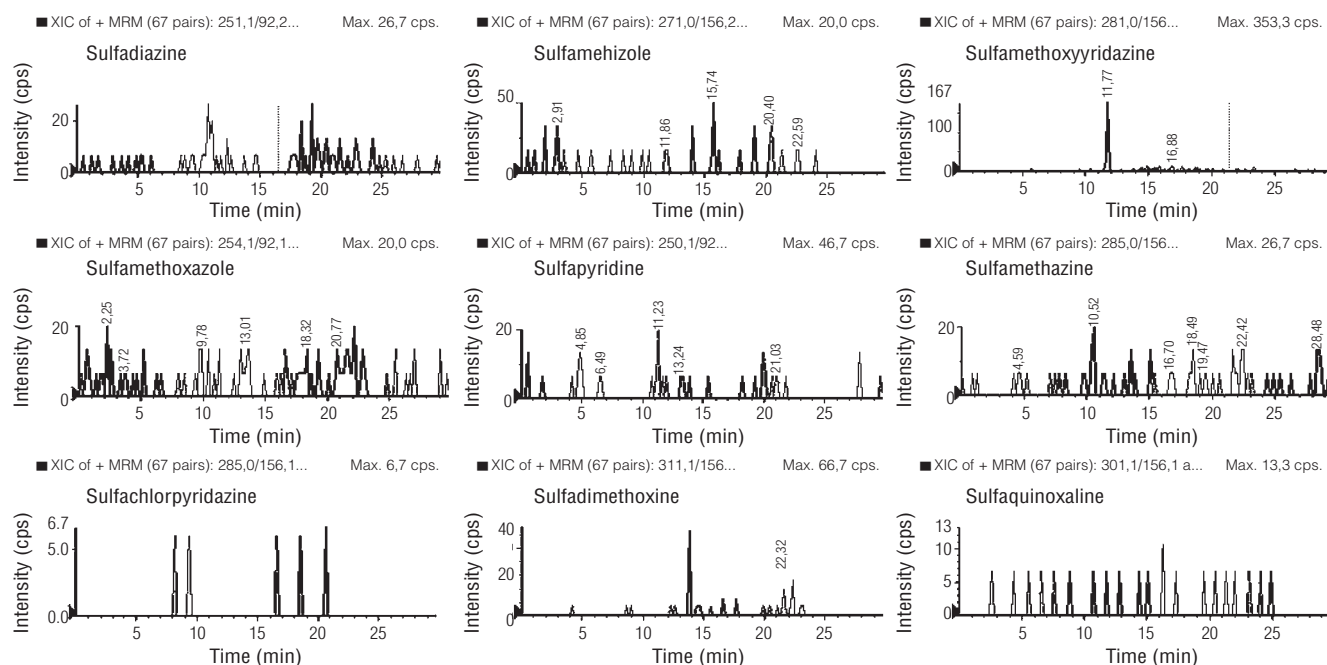 ■ XIC of + MRM (67 pairs): 251,1/92,2... Max. 26,7 cps.
Sulfadiazine
Intensity (cps)
20
0
5 10 15 20 25
Time (min)
■ XIC of + MRM (67 pairs): 271,0/156,2... Max. 20,0 cps.
Sulfamehizole
Intensity (cps)
50
0
2,91 11,86 15,74 20,40 22,59
5 10 15 20 25
Time (min)
■ XIC of + MRM (67 pairs): 281,0/156... Max. 353,3 cps.
Sulfamethoxyyridazine
Intensity (cps)
167
100
0
11,77 16,88
5 10 15 20 25
Time (min)
■ XIC of + MRM (67 pairs): 254,1/92,1... Max. 20,0 cps.
Sulfamethoxazole
Intensity (cps)
20
0
2,25 3,72 9,78 13,01 18,32 20,77
5 10 15 20 25
Time (min)
■ XIC of + MRM (67 pairs): 250,1/92... Max. 46,7 cps.
Sulfapyridine
Intensity (cps)
20
0
4,85 6,49 11,23 13,24 21,03
5 10 15 20 25
Time (min)
■ XIC of + MRM (67 pairs): 285,0/156... Max. 26,7 cps.
Sulfamethazine
Intensity (cps)
20
0
4,59 10,52 16,70 18,49 19,47 22,42 28,48
5 10 15 20 25
Time (min)
■ XIC of + MRM (67 pairs): 285,0/156,1... Max. 6,7 cps.
Sulfachlorpyridazine
Intensity (cps)
6.7
5.0
0.0
5 10 15 20 25
Time (min)
■ XIC of + MRM (67 pairs): 311,1/156... Max. 66,7 cps.
Sulfadimethoxine
Intensity (cps)
40
20
0
22,32
5 10 15 20 25
Time (min)
■ XIC of + MRM (67 pairs): 301,1/156,1 a... Max. 13,3 cps.
Sulfaquinoxaline
Intensity (cps)
13
10
5
0
5 10 15 20 25
Time (min)